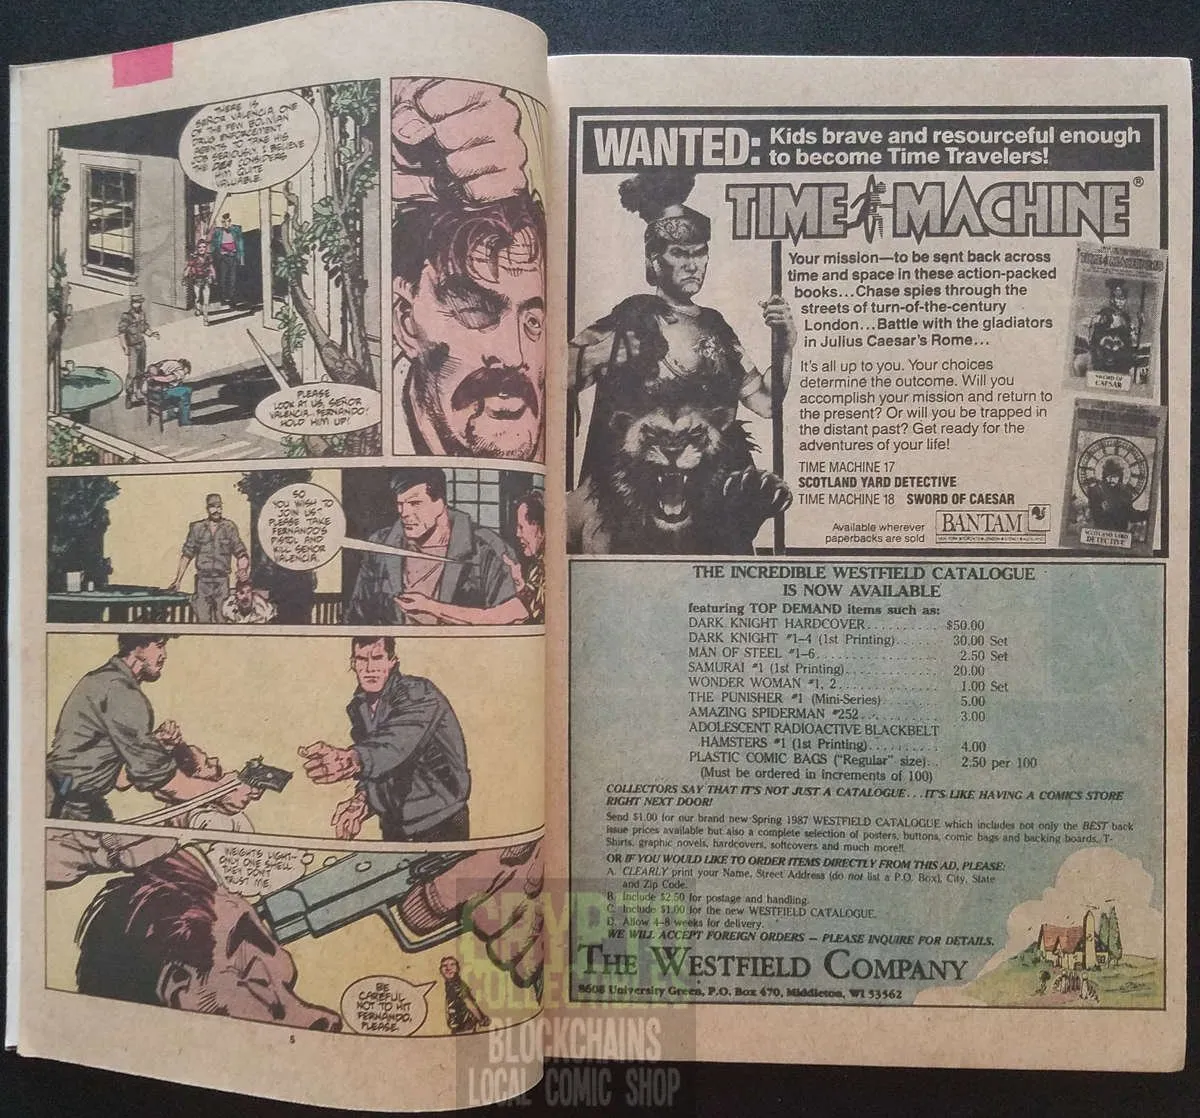 THERE IS
SEÑOR VALENCIA, ONE
OF THE FEW BOLIVIAN
DRUG ENFORCEMENT
AGENTS TO TAKE HIS
JOB SERIOUSLY. I BELIEVE
THE DEA CONSIDERS
HIM QUITE
VALUABLE.
PLEASE
LOOK AT US, SEÑOR
VALENCIA... FERNANDO!
HOLD HIM UP!
SO
YOU WISH TO
JOIN US?
PLEASE TAKE
FERNANDO'S
PISTOL AND
KILL SEÑOR
VALENCIA.
WEIGHT'S LIGHT--
ONLY ONE SHELL.
THEY DON'T
TRUST ME.
BE
CAREFUL
NOT TO HIT
FERNANDO,
PLEASE.
5
WANTED: Kids brave and resourceful enough
to become Time Travelers!
TIME MACHINE®
Your mission—to be sent back across
time and space in these action-packed
books...Chase spies through the
streets of turn-of-the-century
London...Battle with the gladiators
in Julius Caesar's Rome...
It's all up to you. Your choices
determine the outcome. Will you
accomplish your mission and return to
the present? Or will you be trapped in
the distant past? Get ready for the
adventures of your life!
TIME MACHINE 17
SCOTLAND YARD DETECTIVE
TIME MACHINE 18 SWORD OF CAESAR
Available wherever
paperbacks are sold
BANTAM
TIME MACHINE
SWORD OF
CAESAR
SCOTLAND YARD
DETECTIVE
THE INCREDIBLE WESTFIELD CATALOGUE
IS NOW AVAILABLE
featuring TOP DEMAND items such as:
DARK KNIGHT HARDCOVER.......... $50.00
DARK KNIGHT #1-4 (1st Printing)...... 30.00 Set
MAN OF STEEL #1-6................ 2.50 Set
SAMURAI #1 (1st Printing)............ 20.00
WONDER WOMAN #1, 2............. 1.00 Set
THE PUNISHER #1 (Mini-Series)....... 5.00
AMAZING SPIDERMAN #252.......... 3.00
ADOLESCENT RADIOACTIVE BLACKBELT
HAMSTERS #1 (1st Printing)......... 4.00
PLASTIC COMIC BAGS ("Regular" size).. 2.50 per 100
(Must be ordered in increments of 100)
COLLECTORS SAY THAT IT'S NOT JUST A CATALOGUE...IT'S LIKE HAVING A COMICS STORE
RIGHT NEXT DOOR!
Send $1.00 for our brand new Spring 1987 WESTFIELD CATALOGUE which includes not only the BEST back
issue prices available but also a complete selection of posters, buttons, comic bags and backing boards, T-
Shirts, graphic novels, hardcovers, softcovers and much more!!
OR IF YOU WOULD LIKE TO ORDER ITEMS DIRECTLY FROM THIS AD, PLEASE:
A. CLEARLY print your Name, Street Address (do not list a P.O. Box), City, State
and Zip Code.
B. Include $2.50 for postage and handling.
C. Include $1.00 for the new WESTFIELD CATALOGUE.
D. Allow 4-8 weeks for delivery.
WE WILL ACCEPT FOREIGN ORDERS — PLEASE INQUIRE FOR DETAILS.
THE WESTFIELD COMPANY
8608 University Green, P.O. Box 470, Middleton, WI 53562
CRYPTO
COLLECTIBLES
BLOCKCHAINS
LOCAL COMIC SHOP